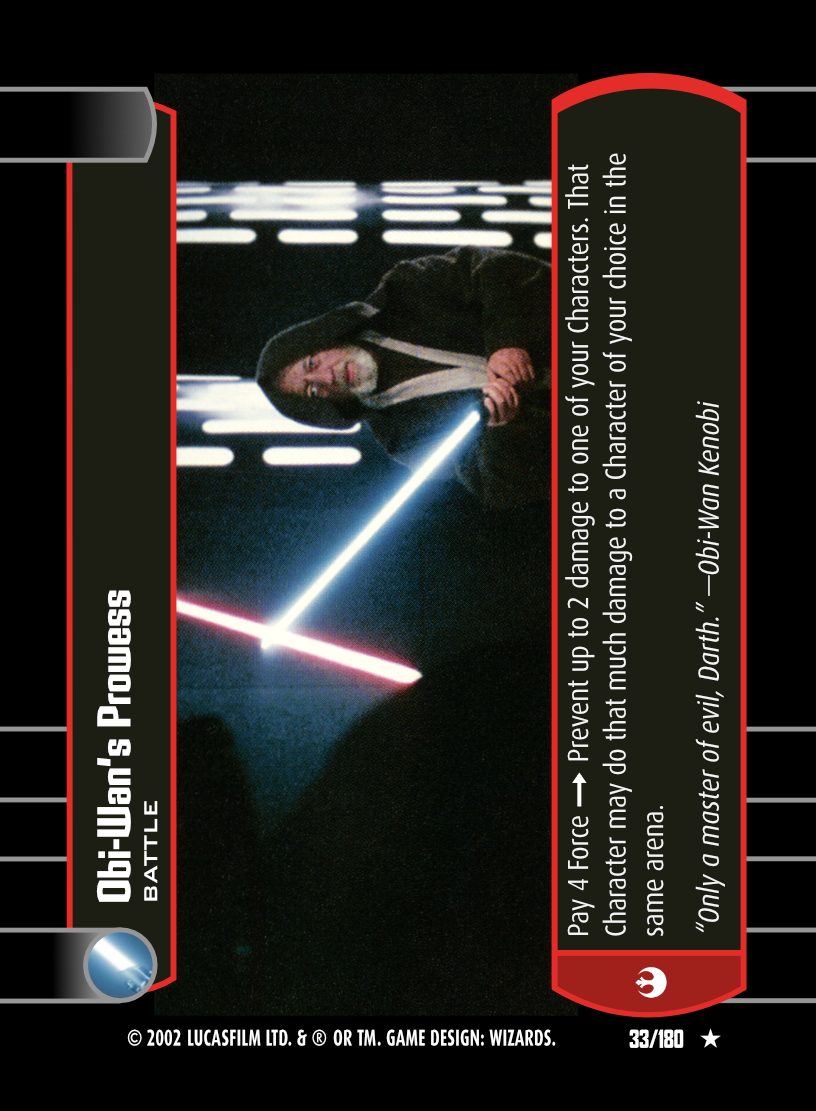 Obi-Wan's Prowess
BATTLE
Pay 4 Force → Prevent up to 2 damage to one of your Characters. That
Character may do that much damage to a Character of your choice in the
same arena.
“Only a master of evil, Darth.” —Obi-Wan Kenobi
© 2002 LUCASFILM LTD. & ® OR TM. GAME DESIGN: WIZARDS.
33/180 ★